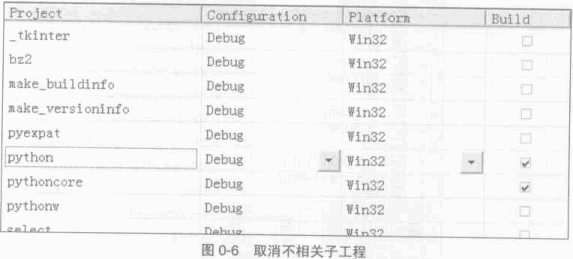 Project Configuration Platform Build
_tkinter Debug Win32
bz2 Debug Win32
make_buildinfo Debug Win32
make_versioninfo Debug Win32
pyexpat Debug Win32
python Debug Win32
pythoncore Debug Win32
pythonw Debug Win32
select Debug Win32
图 0-6 取消不相关子工程